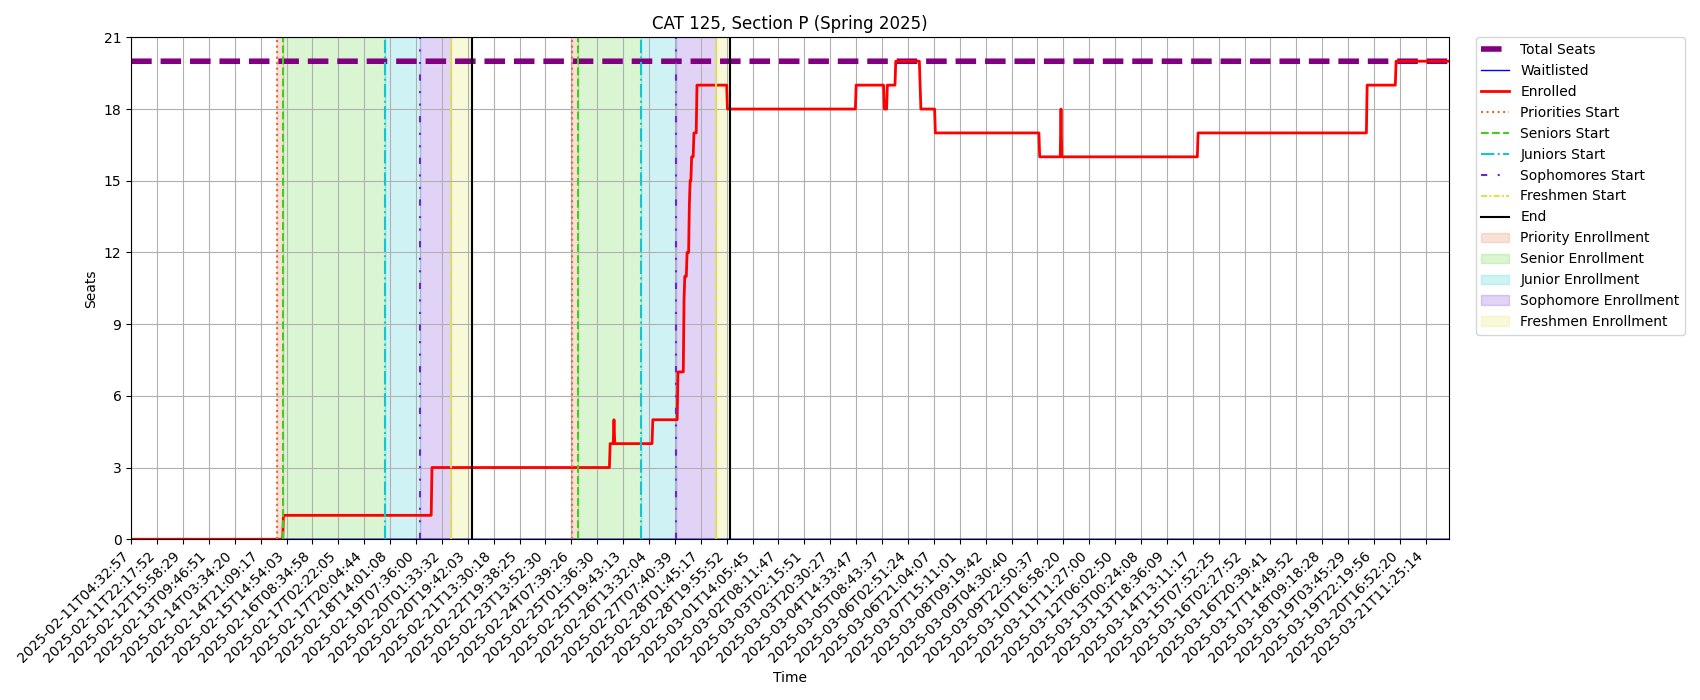 CAT 125, Section P (Spring 2025)
21
18
15
12
9
6
3
0
Seats
2025-02-11T04:32:57
2025-02-11T22:17:52
2025-02-12T15:58:29
2025-02-13T09:46:51
2025-02-14T03:34:20
2025-02-14T21:09:17
2025-02-15T14:54:03
2025-02-16T08:34:58
2025-02-17T02:22:05
2025-02-17T20:04:44
2025-02-18T14:01:08
2025-02-19T07:36:00
2025-02-20T01:33:32
2025-02-20T19:42:03
2025-02-21T13:30:18
2025-02-22T19:38:25
2025-02-23T13:52:30
2025-02-24T07:39:26
2025-02-25T01:36:30
2025-02-25T19:43:13
2025-02-26T13:32:04
2025-02-27T07:40:39
2025-02-28T01:45:17
2025-02-28T19:55:52
2025-03-01T14:05:45
2025-03-02T08:11:47
2025-03-03T02:15:51
2025-03-03T20:30:27
2025-03-04T14:33:47
2025-03-05T08:43:37
2025-03-06T02:51:24
2025-03-06T21:04:07
2025-03-07T15:11:01
2025-03-08T09:19:42
2025-03-09T04:30:40
2025-03-09T22:50:37
2025-03-10T16:58:20
2025-03-11T11:27:00
2025-03-12T06:02:50
2025-03-13T00:24:08
2025-03-13T18:36:09
2025-03-14T13:11:17
2025-03-15T07:52:25
2025-03-16T02:27:52
2025-03-16T20:39:41
2025-03-17T14:49:52
2025-03-18T09:18:28
2025-03-19T03:45:29
2025-03-19T22:19:56
2025-03-20T16:52:20
2025-03-21T11:25:14
Time
Total Seats
Waitlisted
Enrolled
Priorities Start
Seniors Start
Juniors Start
Sophomores Start
Freshmen Start
End
Priority Enrollment
Senior Enrollment
Junior Enrollment
Sophomore Enrollment
Freshmen Enrollment